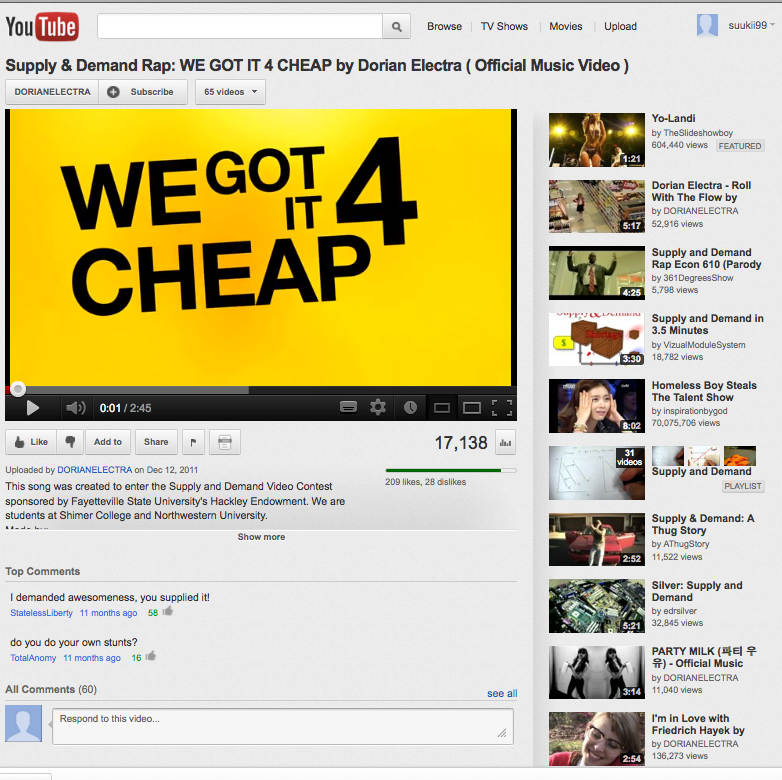 YouTube
Browse
TV Shows
Movies
Upload
suukii99
Supply & Demand Rap: WE GOT IT 4 CHEAP by Dorian Electra ( Official Music Video )
DORIANELECTRA
Subscribe
65 videos
WE GOT IT 4
CHEAP
0:01 / 2:45
Like
Add to
Share
17,138
Uploaded by DORIANELECTRA on Dec 12, 2011
209 likes, 28 dislikes
This song was created to enter the Supply and Demand Video Contest
sponsored by Fayetteville State University's Hackley Endowment. We are
students at Shimer College and Northwestern University.
Made by:
Show more
Top Comments
I demanded awesomeness, you supplied it!
StatelessLiberty 11 months ago 58
do you do your own stunts?
TotalAnomy 11 months ago 16
All Comments (60)
see all
Respond to this video...
1:21
Yo-Landi
by TheSlideshowboy
604,440 views FEATURED
5:17
Dorian Electra - Roll
With The Flow by
by DORIANELECTRA
52,916 views
4:25
Supply and Demand
Rap Econ 610 (Parody
by 361DegreesShow
5,798 views
Supply & Demand
$
Shortage
3:30
Supply and Demand in
3.5 Minutes
by VizualModuleSystem
18,782 views
8:02
Homeless Boy Steals
The Talent Show
by inspirationbygod
70,075,706 views
31
videos
Supply and Demand
PLAYLIST
2:52
Supply & Demand: A
Thug Story
by AThugStory
11,522 views
5:21
Silver: Supply and
Demand
by edrsilver
32,845 views
3:14
PARTY MILK (파티 우
유) - Official Music
by DORIANELECTRA
11,040 views
2:54
I'm in Love with
Friedrich Hayek by
by DORIANELECTRA
136,273 views